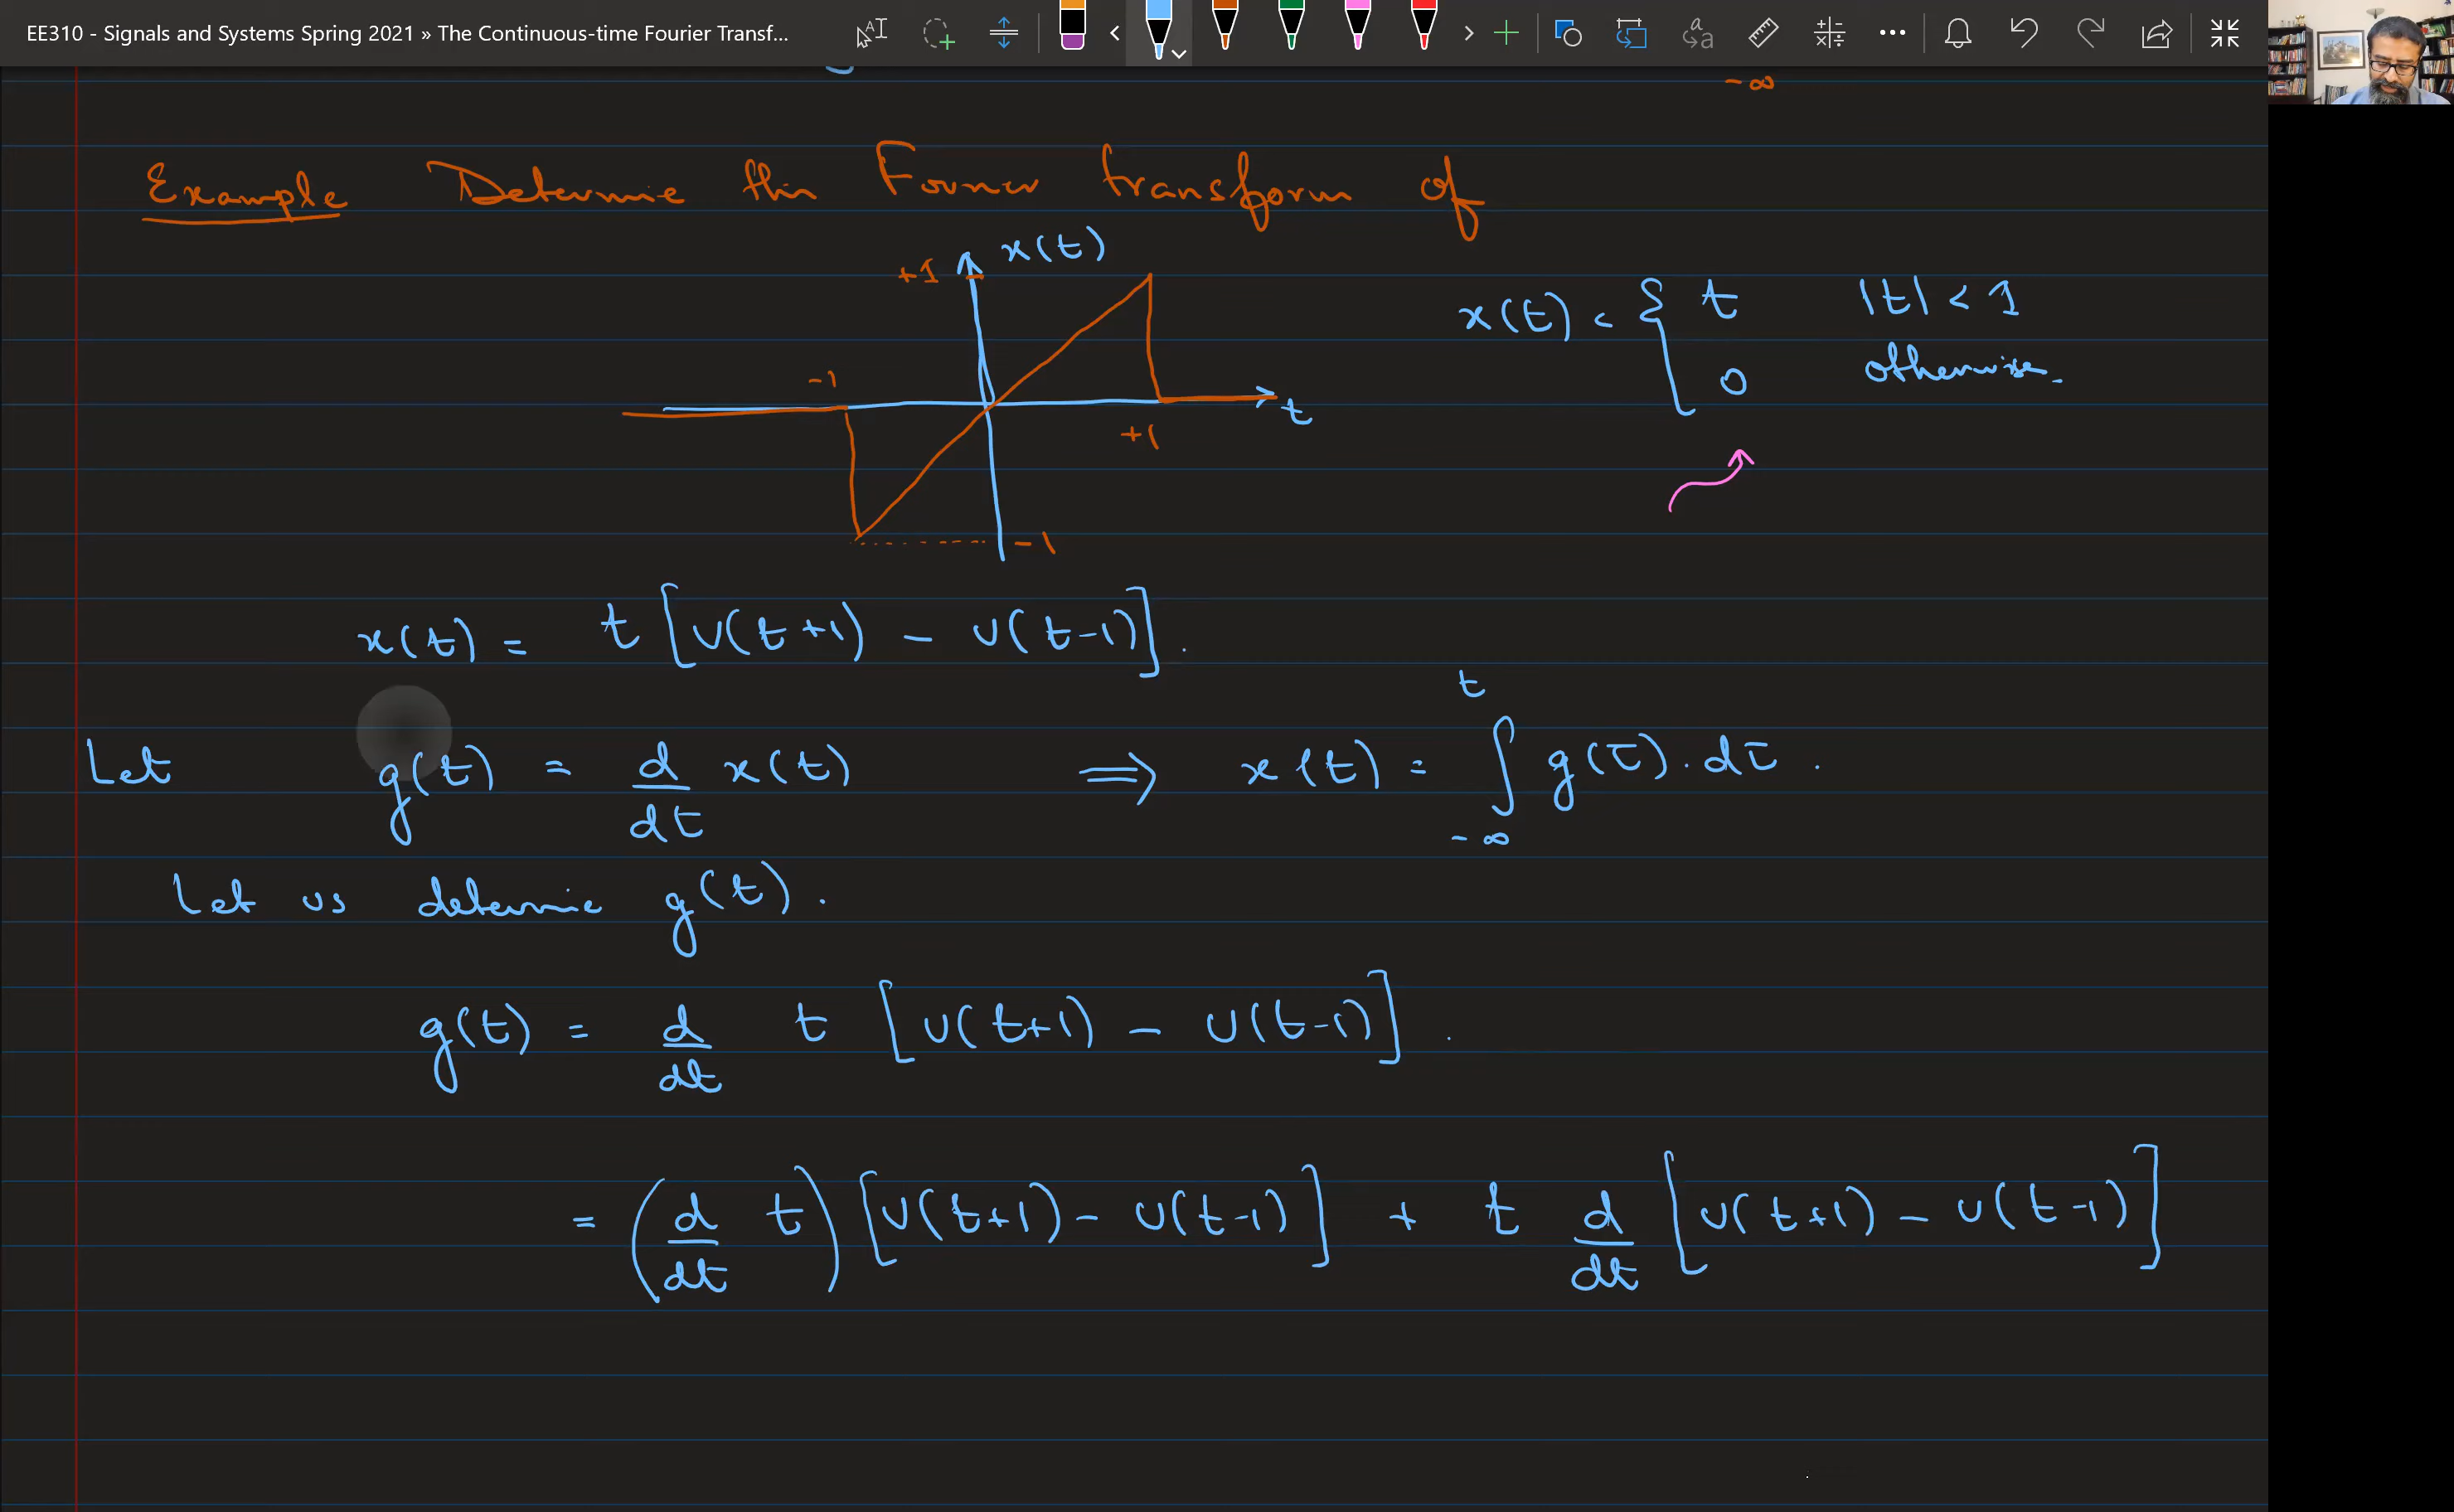 EE310 - Signals and Systems Spring 2021 » The Continuous-time Fourier Transf...
-∞
Example Determine the Fourier transform of
+1 x(t)
x(t) = { t |t| < 1
0 otherwise.
-1
t
+1
-1
x(t) = t [u(t+1) - u(t-1)].
Let g(t) = d/dt x(t) ⟹ x(t) = ∫_{-∞}^{t} g(τ). dτ .
Let us determine g(t).
g(t) = d/dt t [u(t+1) - u(t-1)] .
= (d/dt t) [u(t+1) - u(t-1)] + t d/dt [u(t+1) - u(t-1)]